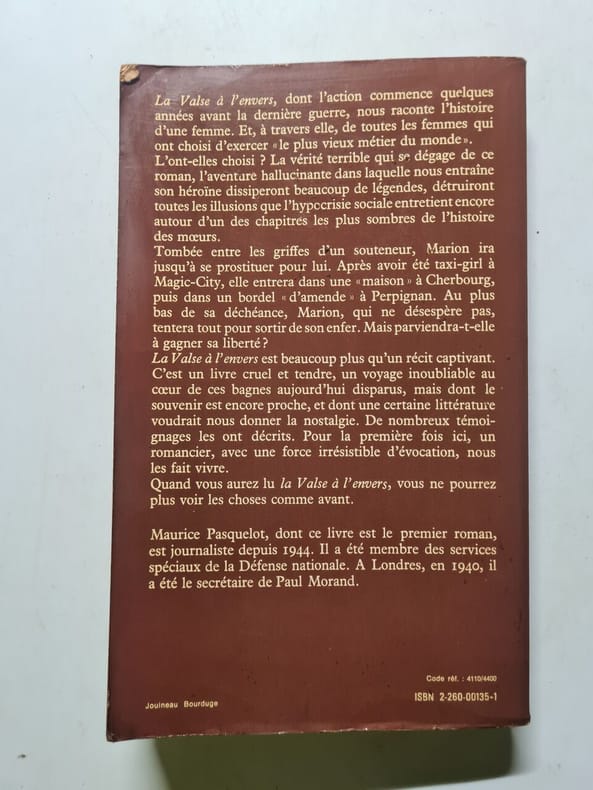 La Valse à l'envers, dont l'action commence quelques
années avant la dernière guerre, nous raconte l'histoire
d'une femme. Et, à travers elle, de toutes les femmes qui
ont choisi d'exercer « le plus vieux métier du monde ».
L'ont-elles choisi ? La vérité terrible qui se dégage de ce
roman, l'aventure hallucinante dans laquelle nous entraîne
son héroïne dissiperont beaucoup de légendes, détruiront
toutes les illusions que l'hypocrisie sociale entretient encore
autour d'un des chapitres les plus sombres de l'histoire
des mœurs.
Tombée entre les griffes d'un souteneur, Marion ira
jusqu'à se prostituer pour lui. Après avoir été taxi-girl à
Magic-City, elle entrera dans une « maison » à Cherbourg,
puis dans un bordel « d'amende » à Perpignan. Au plus
bas de sa déchéance, Marion, qui ne désespère pas,
tentera tout pour sortir de son enfer. Mais parviendra-t-elle
à gagner sa liberté ?
La Valse à l'envers est beaucoup plus qu'un récit captivant.
C'est un livre cruel et tendre, un voyage inoubliable au
cœur de ces bagnes aujourd'hui disparus, mais dont le
souvenir est encore proche, et dont une certaine littérature
voudrait nous donner la nostalgie. De nombreux témoi-
gnages les ont décrits. Pour la première fois ici, un
romancier, avec une force irrésistible d'évocation, nous
les fait vivre.
Quand vous aurez lu la Valse à l'envers, vous ne pourrez
plus voir les choses comme avant.
Maurice Pasquelot, dont ce livre est le premier roman,
est journaliste depuis 1944. Il a été membre des services
spéciaux de la Défense nationale. A Londres, en 1940, il
a été le secrétaire de Paul Morand.
Code réf. : 4110/4400
Jouineau Bourduge
ISBN 2-260-00135-1